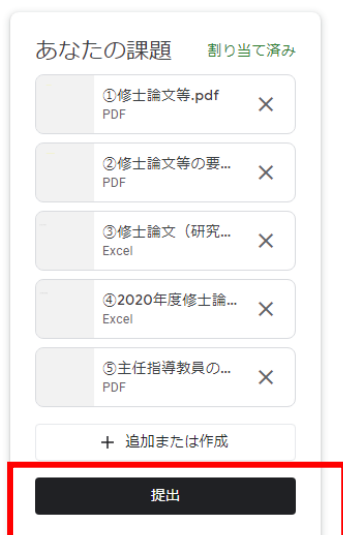 あなたの課題 割り当て済み
①修士論文等.pdf
PDF
②修士論文等の要...
PDF
③修士論文（研究...
Excel
④2020年度修士論...
Excel
⑤主任指導教員の...
PDF
+ 追加または作成
提出